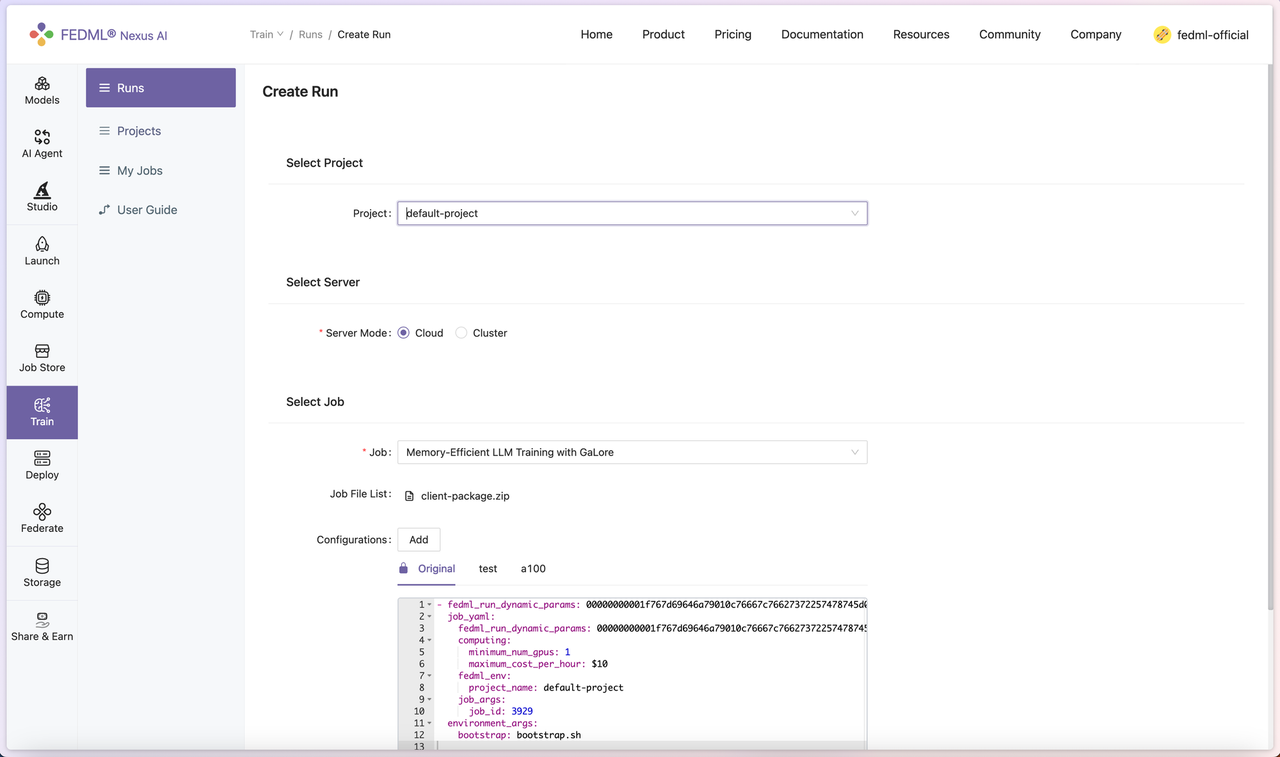 FEDML® Nexus AI
Train / Runs / Create Run
Home Product Pricing Documentation Resources Community Company fedml-official
Models
AI Agent
Studio
Launch
Compute
Job Store
Train
Deploy
Federate
Storage
Share & Earn
Runs
Projects
My Jobs
User Guide
Create Run
Select Project
Project: default-project
Select Server
* Server Mode: Cloud Cluster
Select Job
* Job: Memory-Efficient LLM Training with GaLore
Job File List: client-package.zip
Configurations: Add
Original test a100
1 - fedml_run_dynamic_params: 00000000001f767d69646a79010c76667c76627372257478745d0
2 job_yaml:
3 fedml_run_dynamic_params: 00000000001f767d69646a79010c76667c76627372257478745
4 computing:
5 minimum_num_gpus: 1
6 maximum_cost_per_hour: $10
7 fedml_env:
8 project_name: default-project
9 job_args:
10 job_id: 3929
11 environment_args:
12 bootstrap: bootstrap.sh
13